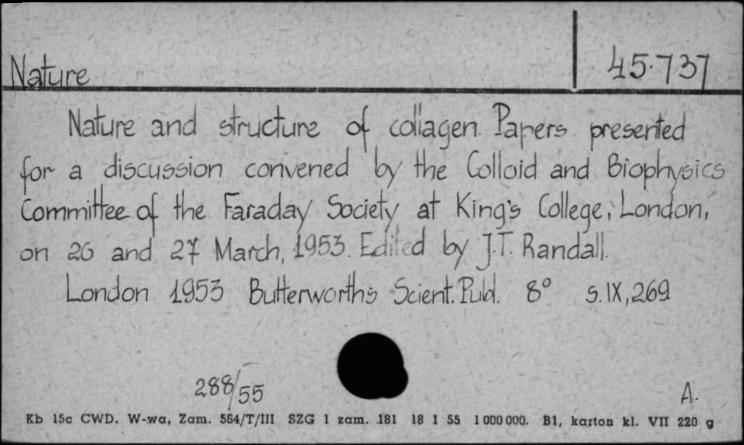 Nature
45.737
Nature and structure of collagen. Papers presented
for a discussion convened by the Colloid and Biophysics
Committee of the Faraday Society at King's College, London,
on 26 and 27 March, 1953. Edited by J.T. Randall.
London 1953 Butterworths Scient. Publ. 8° s. IX, 269
288/55
A.
Kb 15c CWD. W-wa, Zam. 564/T/III SZG 1 zam. 181 18 1 55 1 000 000. B1, karton kl. VII 220 g